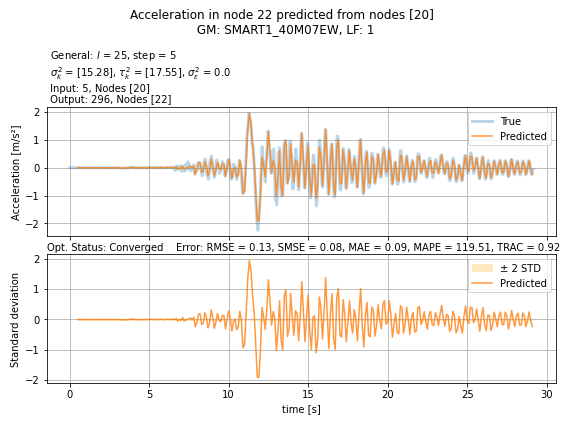 Acceleration in node 22 predicted from nodes [20]
GM: SMART1_40M07EW, LF: 1
General: l = 25, step = 5
σ_k^2 = [15.28], τ_k^2 = [17.55], σ_ε^2 = 0.0
Input: 5, Nodes [20]
Output: 296, Nodes [22]
Acceleration [m/s²]
2
1
0
−1
−2
True
Predicted
Opt. Status: Converged Error: RMSE = 0.13, SMSE = 0.08, MAE = 0.09, MAPE = 119.51, TRAC = 0.92
Standard deviation
2
1
0
−1
−2
± 2 STD
Predicted
0 5 10 15 20 25 30
time [s]